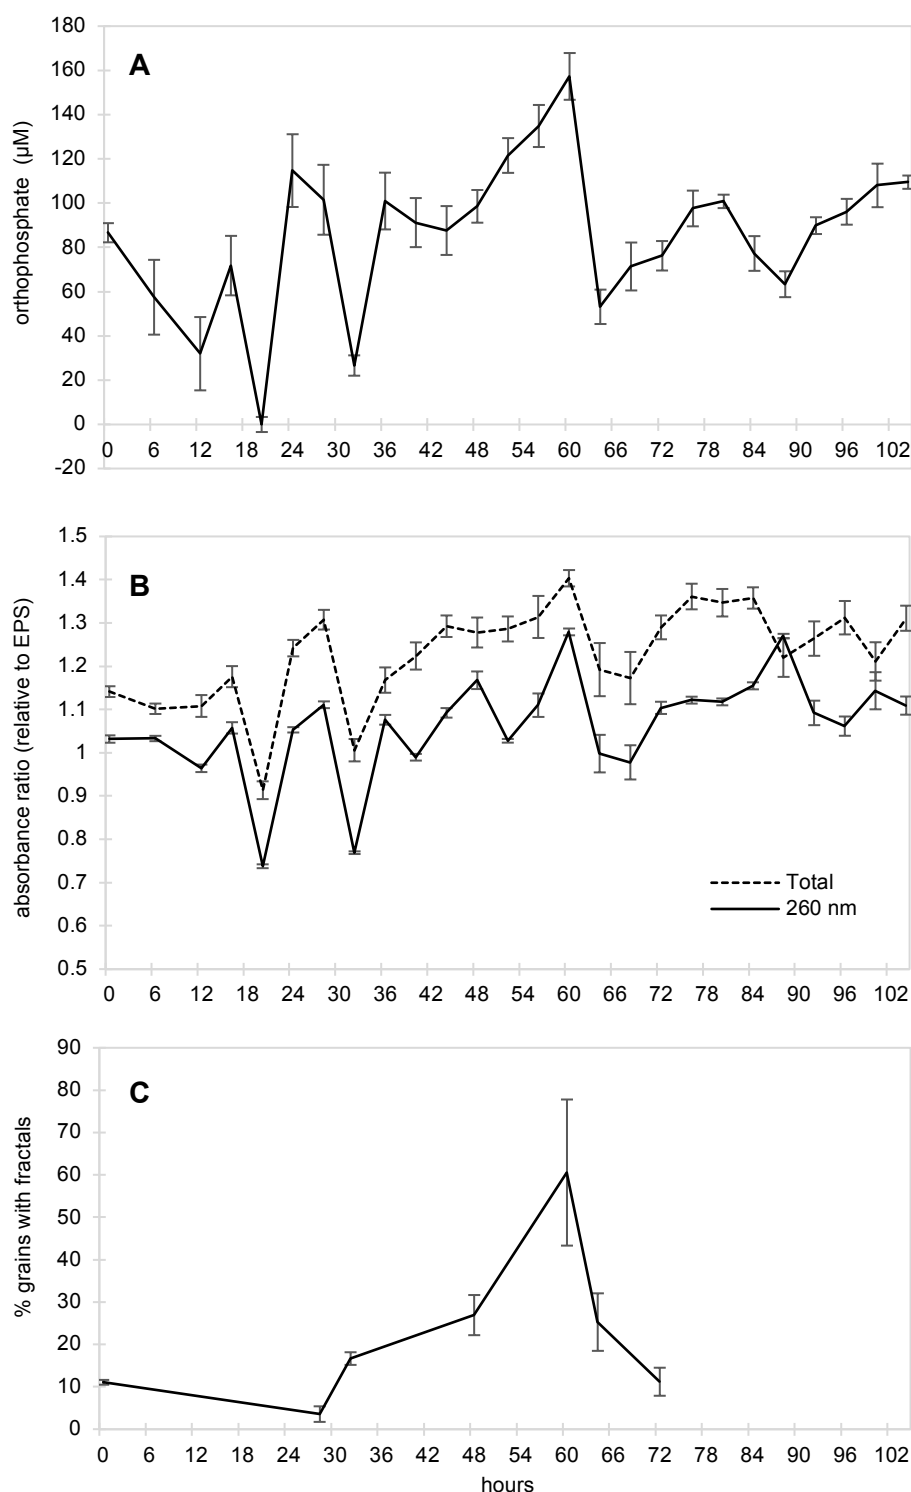 A
orthophosphate (µM)
180
160
140
120
100
80
60
40
20
0
-20
0 6 12 18 24 30 36 42 48 54 60 66 72 78 84 90 96 102
B
absorbance ratio (relative to EPS)
1.5
1.4
1.3
1.2
1.1
1
0.9
0.8
0.7
0.6
0.5
Total
260 nm
0 6 12 18 24 30 36 42 48 54 60 66 72 78 84 90 96 102
C
% grains with fractals
90
80
70
60
50
40
30
20
10
0
0 6 12 18 24 30 36 42 48 54 60 66 72 78 84 90 96 102
hours